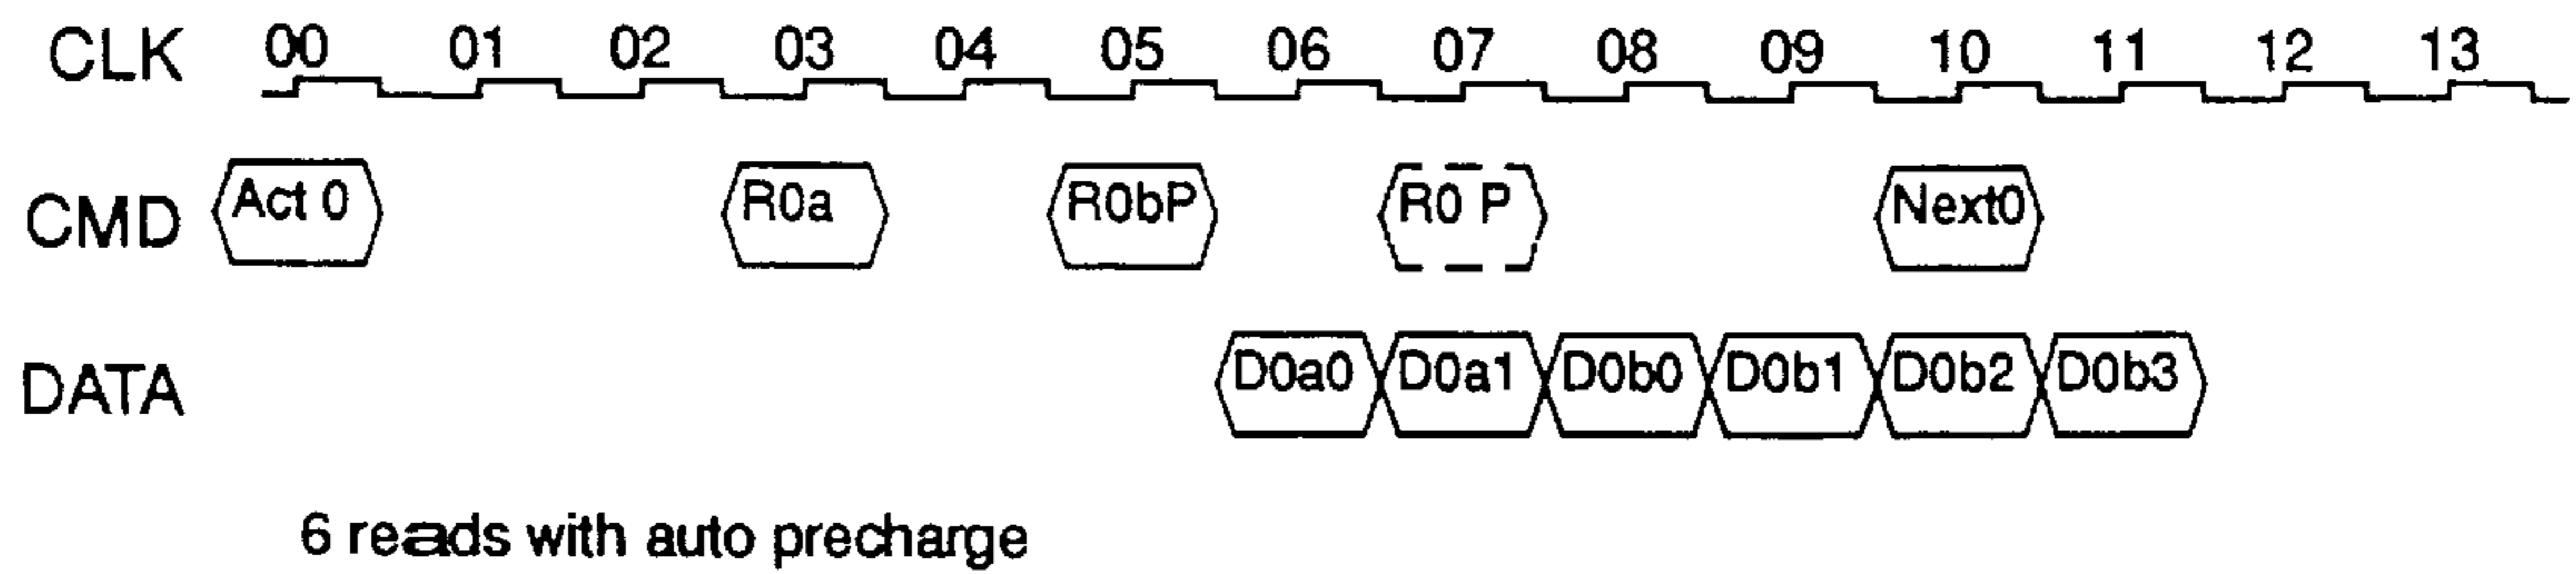 CLK 00 01 02 03 04 05 06 07 08 09 10 11 12 13
CMD Act 0 R0a R0bP R0 P Next0
DATA D0a0 D0a1 D0b0 D0b1 D0b2 D0b3
6 reads with auto precharge